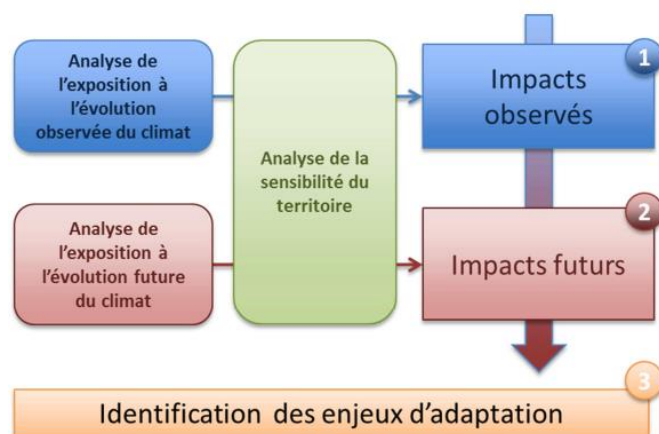 Analyse de
l'exposition à
l'évolution
observée du climat
Analyse de la
sensibilité du
territoire
1
Impacts
observés
Analyse de
l'exposition à
l'évolution future
du climat
2
Impacts futurs
3
Identification des enjeux d'adaptation